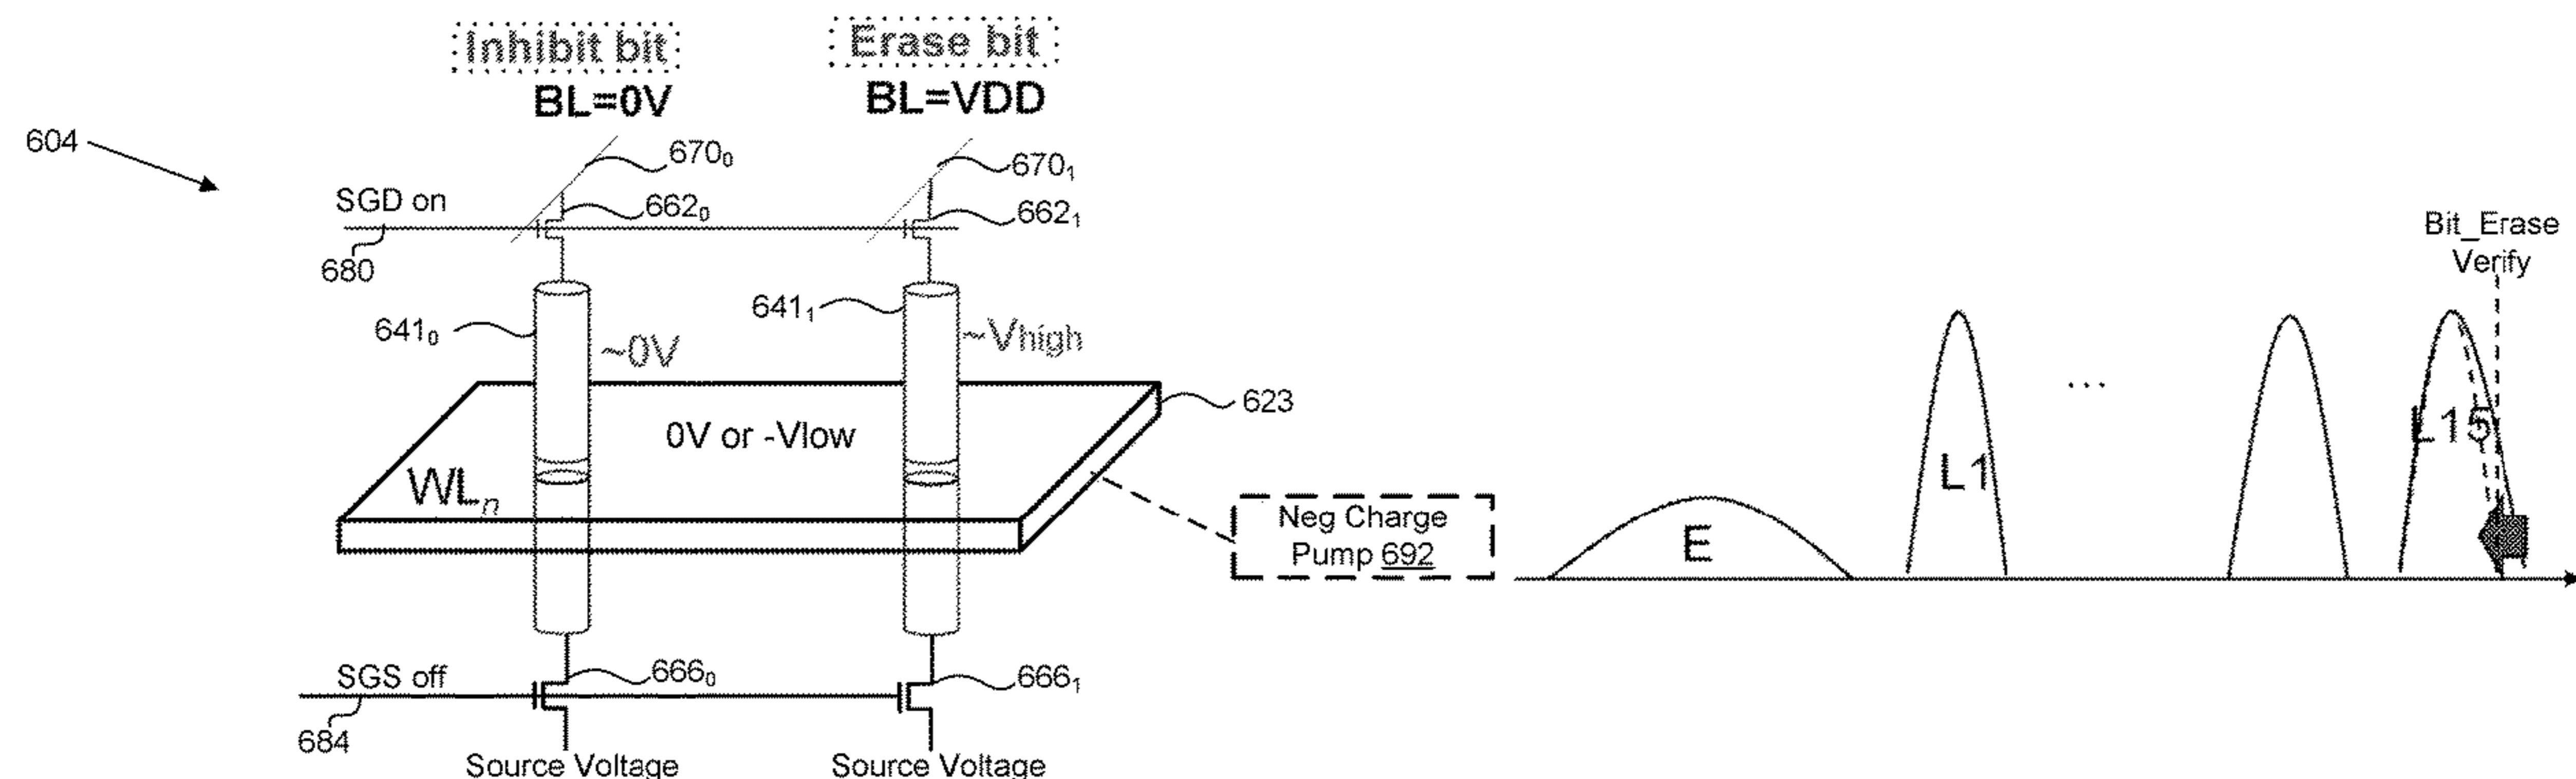 Inhibit bit
BL=0V
Erase bit
BL=VDD
604
670₀
670₁
SGD on
662₀
662₁
680
641₀
~0V
641₁
~Vhigh
623
0V or -Vlow
WLₙ
Neg Charge
Pump 692
SGS off
666₀
666₁
684
Source Voltage
Source Voltage
Bit_Erase
Verify
E
L1
...
L15